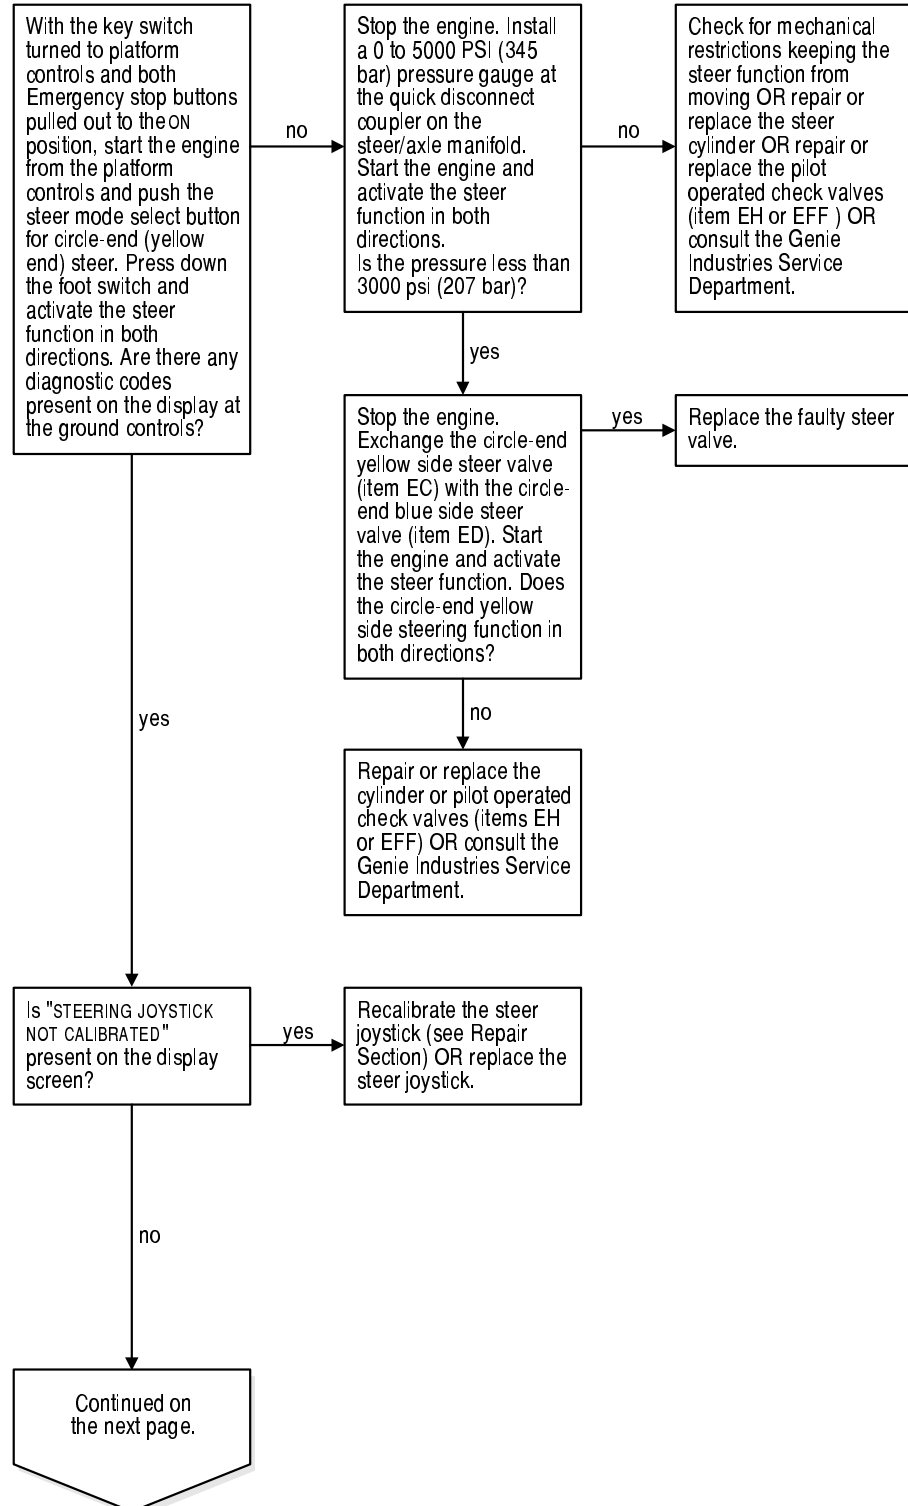 With the key switch
turned to platform
controls and both
Emergency stop buttons
pulled out to the ON
position, start the engine
from the platform
controls and push the
steer mode select button
for circle-end (yellow
end) steer. Press down
the foot switch and
activate the steer
function in both
directions. Are there any
diagnostic codes
present on the display at
the ground controls?
no
Stop the engine. Install
a 0 to 5000 PSI (345
bar) pressure gauge at
the quick disconnect
coupler on the
steer/axle manifold.
Start the engine and
activate the steer
function in both
directions.
Is the pressure less than
3000 psi (207 bar)?
no
Check for mechanical
restrictions keeping the
steer function from
moving OR repair or
replace the steer
cylinder OR repair or
replace the pilot
operated check valves
(item EH or EFF ) OR
consult the Genie
Industries Service
Department.
yes
Stop the engine.
Exchange the circle-end
yellow side steer valve
(item EC) with the circle-
end blue side steer
valve (item ED). Start
the engine and activate
the steer function. Does
the circle-end yellow
side steering function in
both directions?
yes
Replace the faulty steer
valve.
no
Repair or replace the
cylinder or pilot operated
check valves (items EH
or EFF) OR consult the
Genie Industries Service
Department.
yes
Is "STEERING JOYSTICK
NOT CALIBRATED"
present on the display
screen?
yes
Recalibrate the steer
joystick (see Repair
Section) OR replace the
steer joystick.
no
Continued on
the next page.